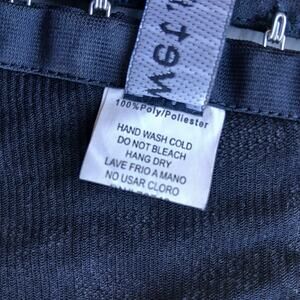 100%Poly/Poliester
HAND WASH COLD
DO NOT BLEACH
HANG DRY
LAVE FRIO A MANO
NO USAR CLORO